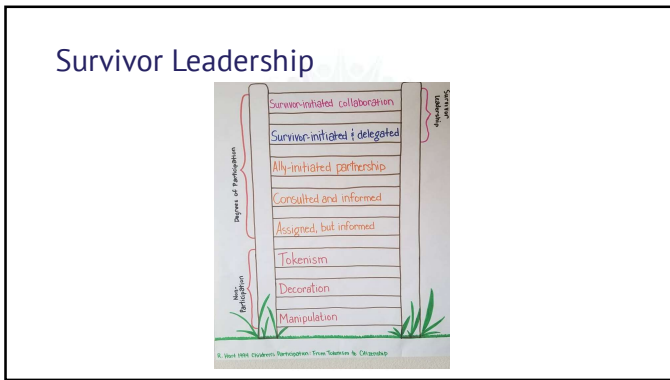 Survivor Leadership
Survivor-initiated collaboration
Survivor-initiated & delegated
Ally-initiated partnership
Consulted and informed
Assigned, but informed
Tokenism
Decoration
Manipulation
Degrees of Participation
Non-
Participation
Survivor
Leadership
R. Hart 1992 Children's Participation: From Tokenism to Citizenship